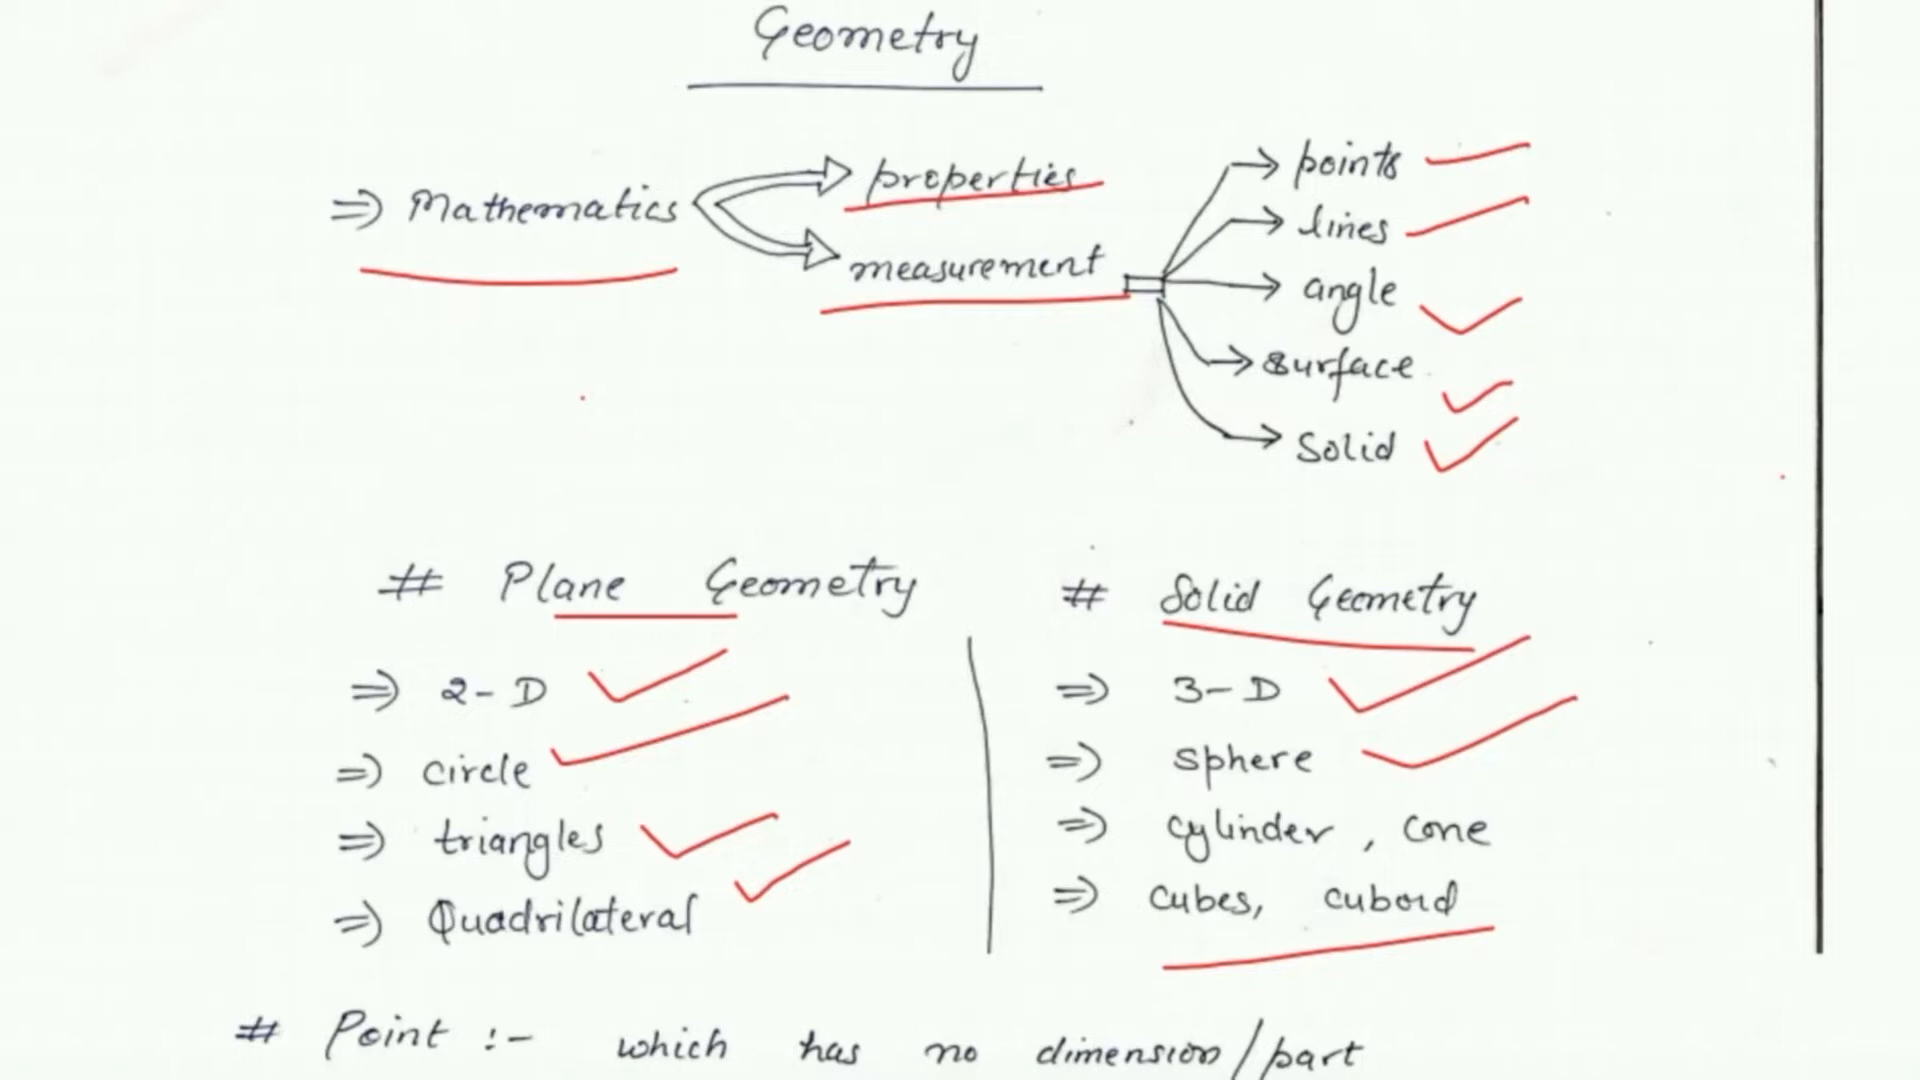 Geometry
⇒ Mathematics
properties
measurement
points
lines
angle
surface
Solid
# Plane Geometry
⇒ 2-D
⇒ circle
⇒ triangles
⇒ Quadrilateral
# Solid Geometry
⇒ 3-D
⇒ sphere
⇒ cylinder, cone
⇒ cubes, cuboid
# Point :- which has no dimension/part